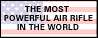 THE MOST
POWERFUL AIR RIFLE
IN THE WORLD